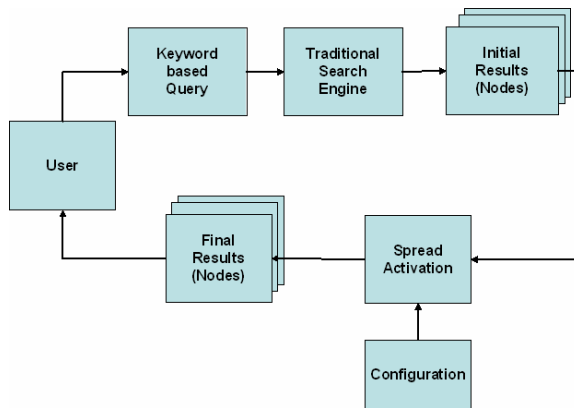 Keyword
based
Query
Traditional
Search
Engine
Initial
Results
(Nodes)
User
Final
Results
(Nodes)
Spread
Activation
Configuration